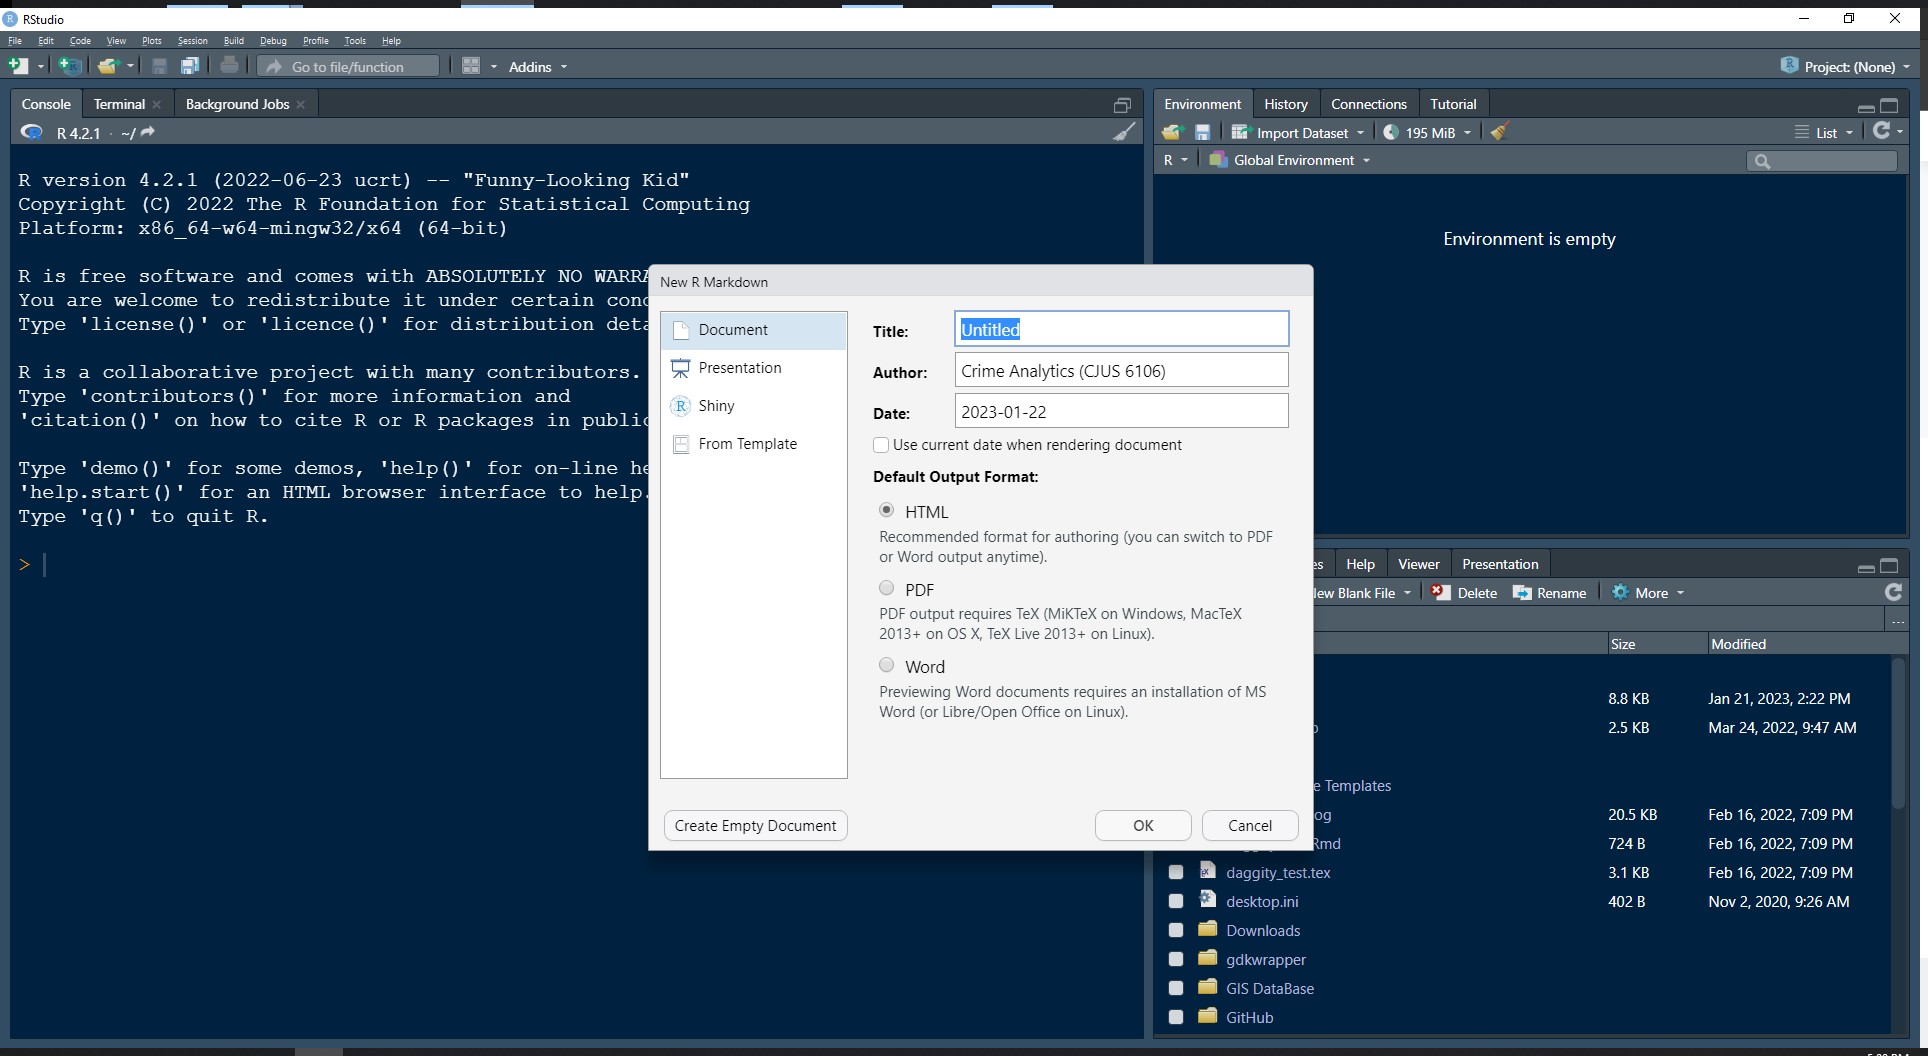 RStudio
File Edit Code View Plots Session Build Debug Profile Tools Help
Go to file/function Addins Project: (None)
Console Terminal Background Jobs
R 4.2.1 · ~/
R version 4.2.1 (2022-06-23 ucrt) -- "Funny-Looking Kid"
Copyright (C) 2022 The R Foundation for Statistical Computing
Platform: x86_64-w64-mingw32/x64 (64-bit)
R is free software and comes with ABSOLUTELY NO
You are welcome to redistribute it under certain
Type 'license()' or 'licence()' for distribution
R is a collaborative project with many contributors.
Type 'contributors()' for more information and
'citation()' on how to cite R or R packages in
Type 'demo()' for some demos, 'help()' for on-line
'help.start()' for an HTML browser interface to help.
Type 'q()' to quit R.
>
Environment History Connections Tutorial
Import Dataset 195 MiB List
R Global Environment
Environment is empty
New R Markdown
Document
Presentation
Shiny
From Template
Title: Untitled
Author: Crime Analytics (CJUS 6106)
Date: 2023-01-22
Use current date when rendering document
Default Output Format:
HTML
Recommended format for authoring (you can switch to PDF
or Word output anytime).
PDF
PDF output requires TeX (MiKTeX on Windows, MacTeX
2013+ on OS X, TeX Live 2013+ on Linux).
Word
Previewing Word documents requires an installation of MS
Word (or Libre/Open Office on Linux).
Create Empty Document OK Cancel
Help Viewer Presentation
Blank File Delete Rename More
...
Size Modified
8.8 KB Jan 21, 2023, 2:22 PM
2.5 KB Mar 24, 2022, 9:47 AM
Templates
20.5 KB Feb 16, 2022, 7:09 PM
724 B Feb 16, 2022, 7:09 PM
daggity_test.tex 3.1 KB Feb 16, 2022, 7:09 PM
desktop.ini 402 B Nov 2, 2020, 9:26 AM
Downloads
gdkwrapper
GIS DataBase
GitHub